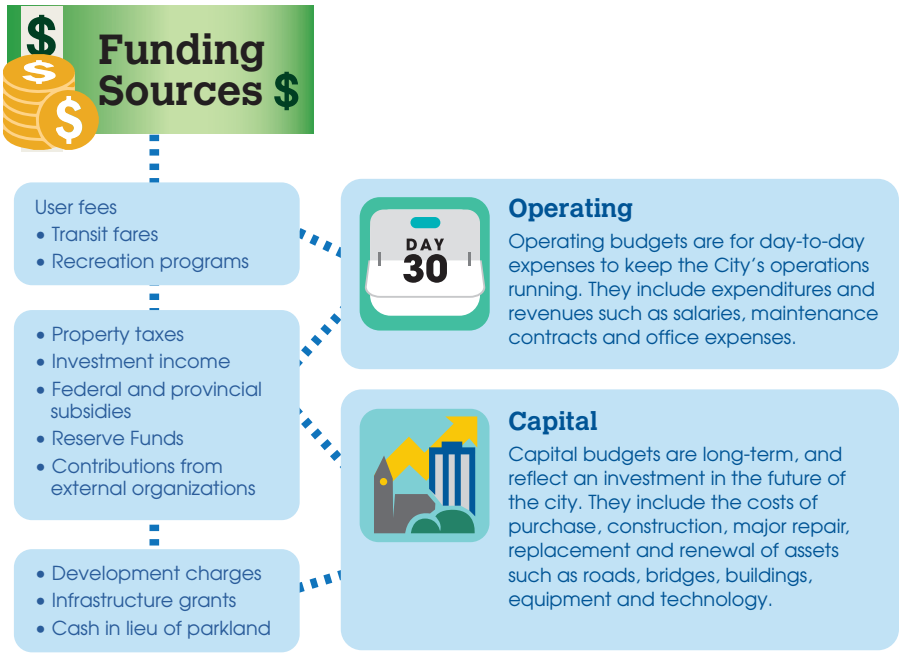 $
$
$
Funding
Sources $
User fees
• Transit fares
• Recreation programs
• Property taxes
• Investment income
• Federal and provincial
subsidies
• Reserve Funds
• Contributions from
external organizations
• Development charges
• Infrastructure grants
• Cash in lieu of parkland
DAY
30
Operating
Operating budgets are for day-to-day
expenses to keep the City’s operations
running. They include expenditures and
revenues such as salaries, maintenance
contracts and office expenses.
Capital
Capital budgets are long-term, and
reflect an investment in the future of
the city. They include the costs of
purchase, construction, major repair,
replacement and renewal of assets
such as roads, bridges, buildings,
equipment and technology.